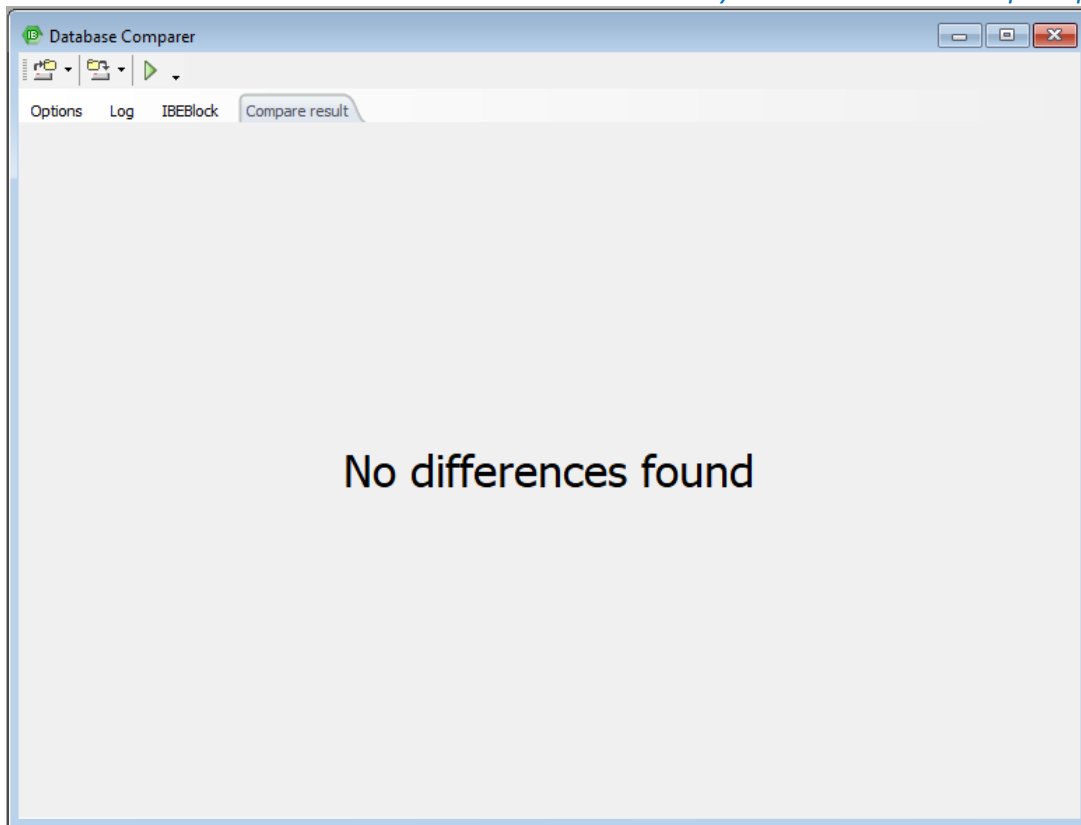 Database Comparer
Options Log IBEBlock Compare result
No differences found